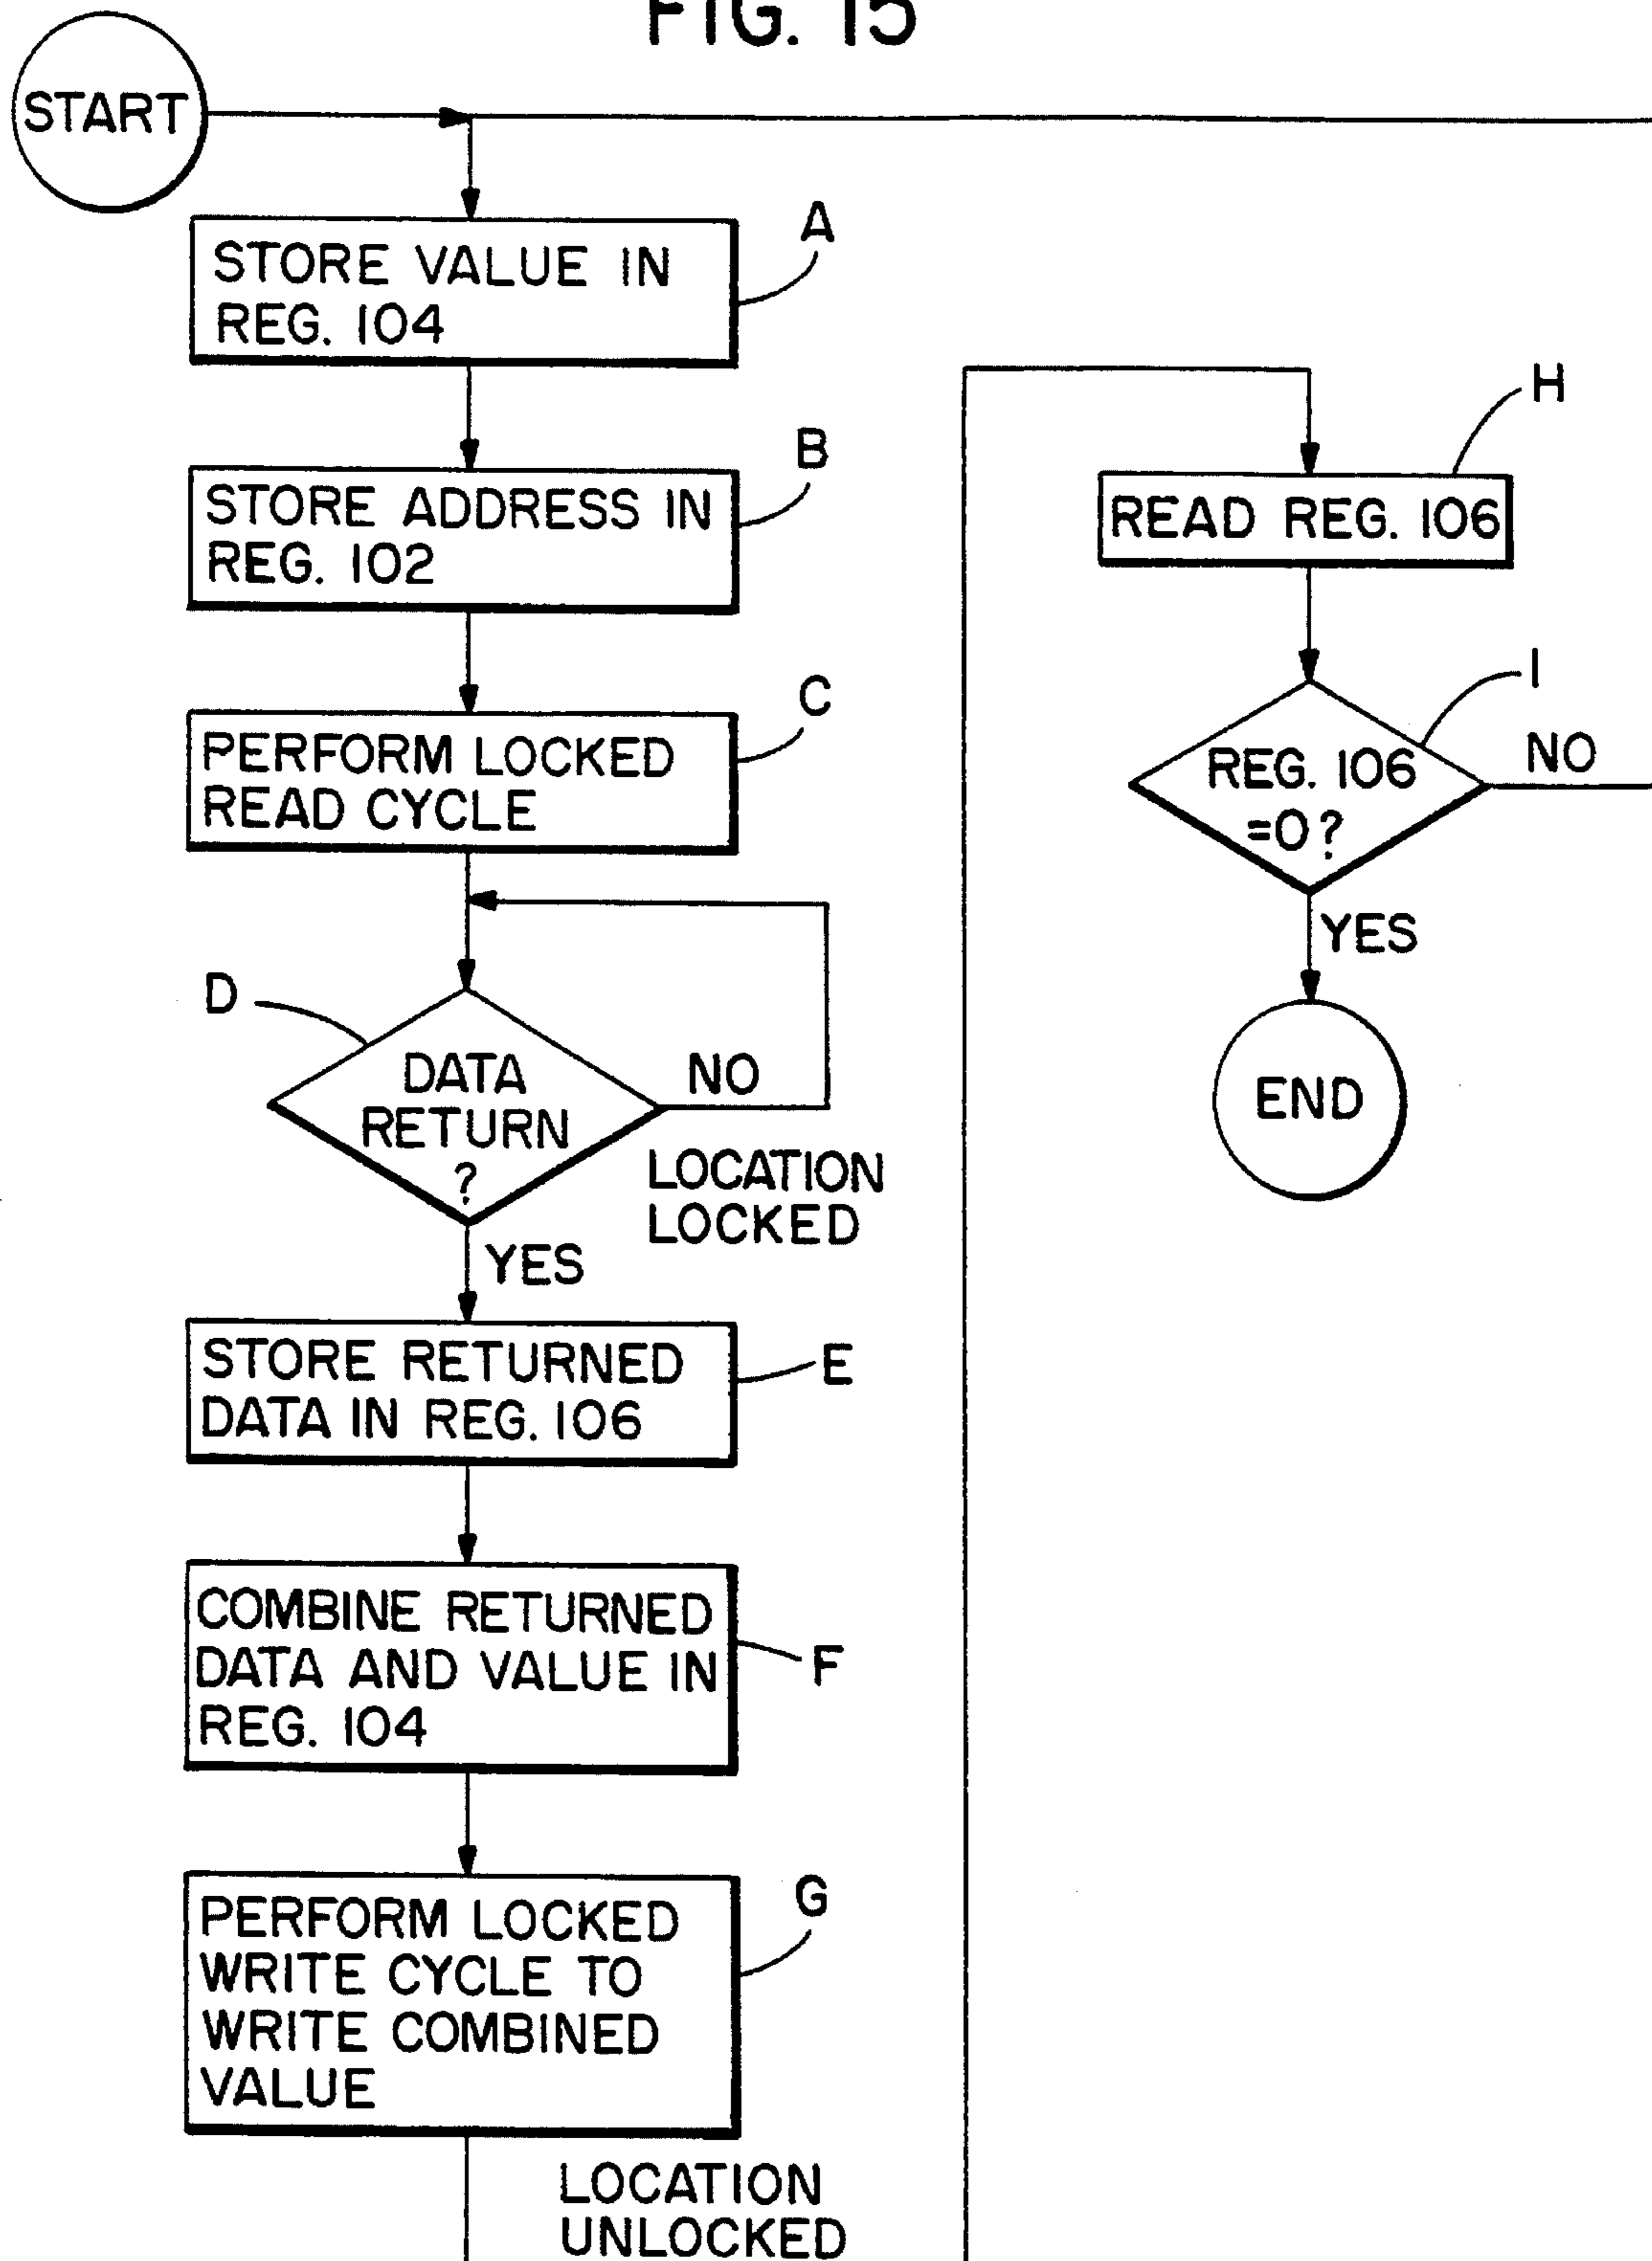 FIG. 15
START
A
STORE VALUE IN
REG. 104
B
STORE ADDRESS IN
REG. 102
C
PERFORM LOCKED
READ CYCLE
D
DATA
RETURN
?
NO
LOCATION
LOCKED
YES
E
STORE RETURNED
DATA IN REG. 106
F
COMBINE RETURNED
DATA AND VALUE IN
REG. 104
G
PERFORM LOCKED
WRITE CYCLE TO
WRITE COMBINED
VALUE
LOCATION
UNLOCKED
H
READ REG. 106
I
REG. 106
=0?
NO
YES
END